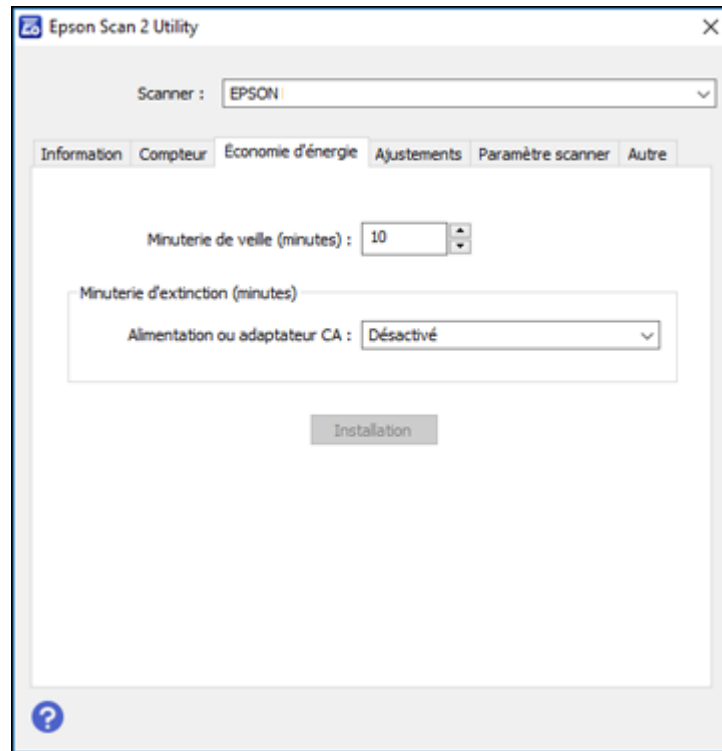 Epson Scan 2 Utility
Scanner : EPSON
Information Compteur Économie d'énergie Ajustements Paramètre scanner Autre
Minuterie de veille (minutes) : 10
Minuterie d'extinction (minutes)
Alimentation ou adaptateur CA : Désactivé
Installation
?